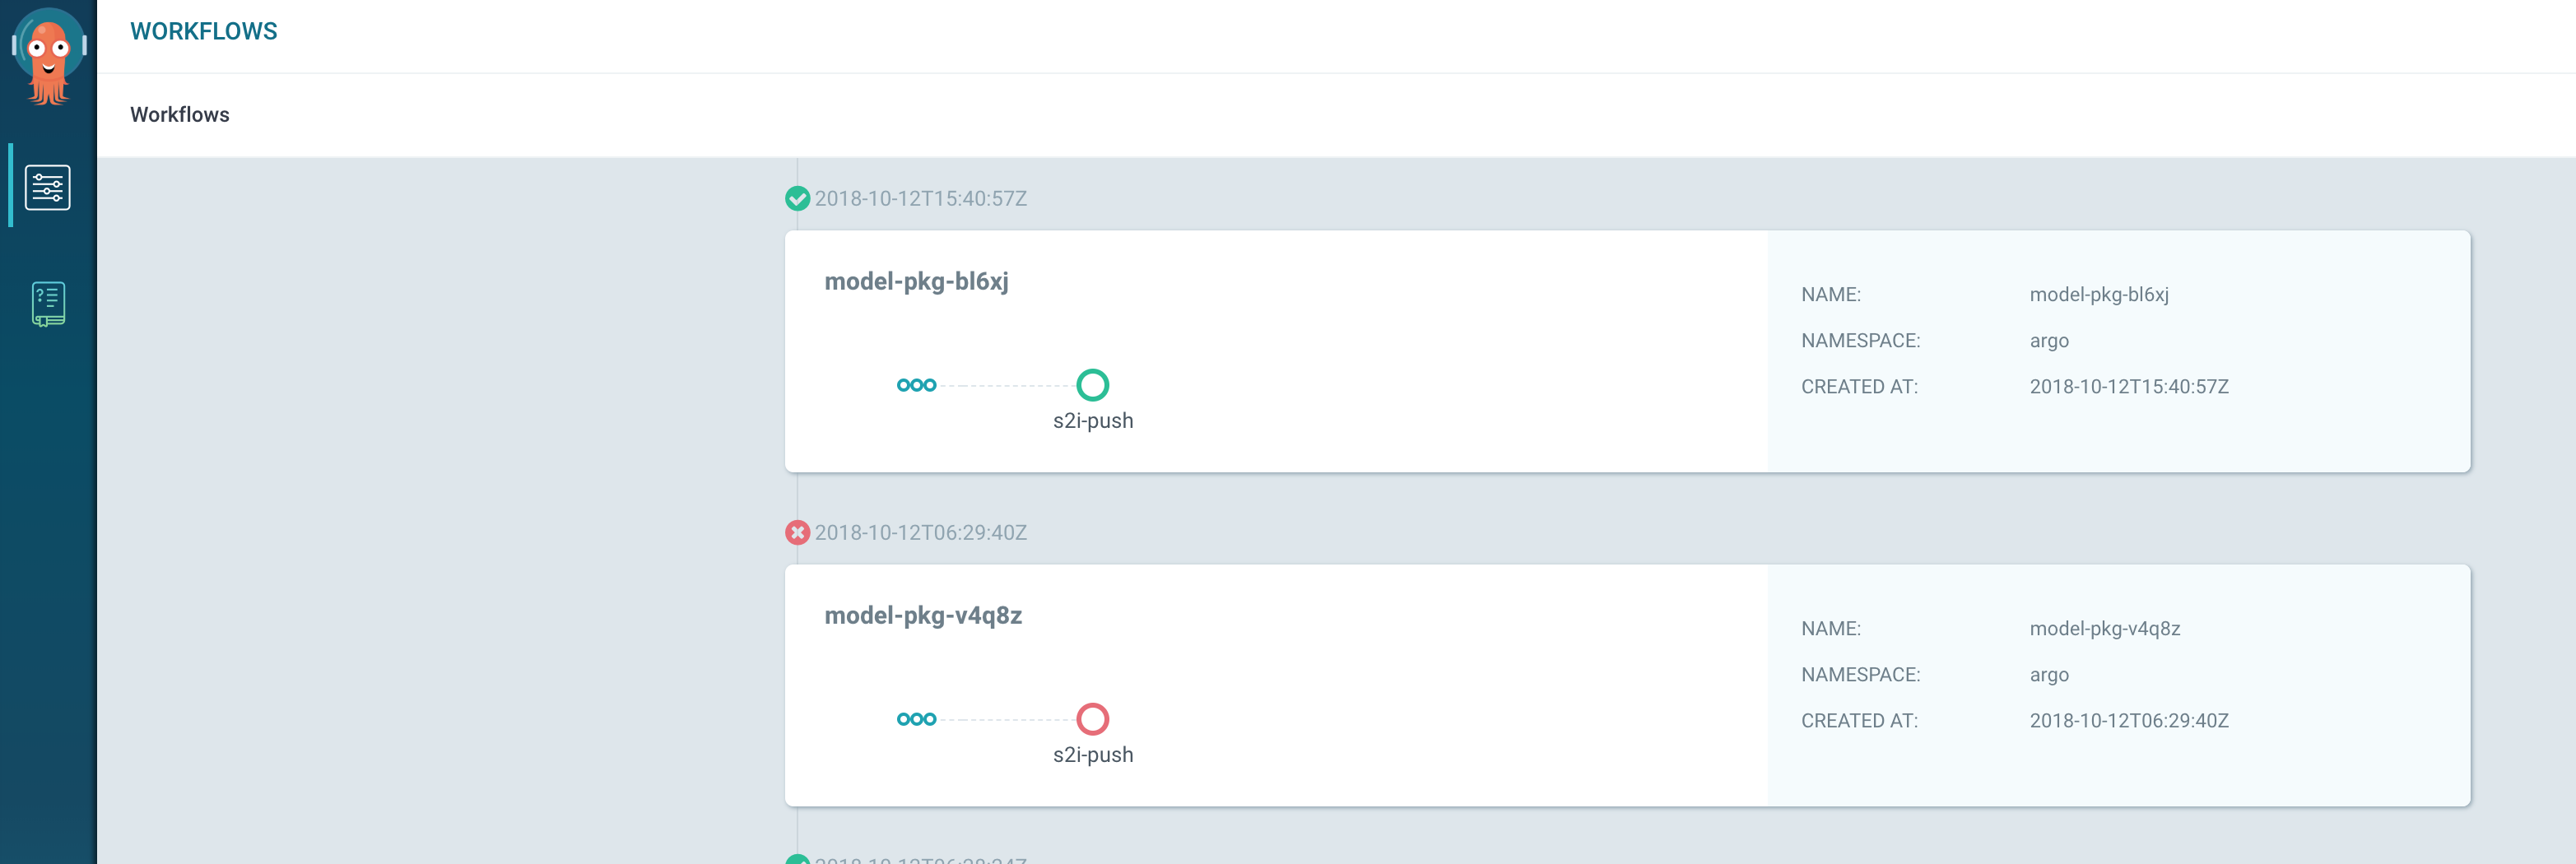 WORKFLOWS
Workflows
2018-10-12T15:40:57Z
model-pkg-bl6xj
s2i-push
NAME: model-pkg-bl6xj
NAMESPACE: argo
CREATED AT: 2018-10-12T15:40:57Z
2018-10-12T06:29:40Z
model-pkg-v4q8z
s2i-push
NAME: model-pkg-v4q8z
NAMESPACE: argo
CREATED AT: 2018-10-12T06:29:40Z